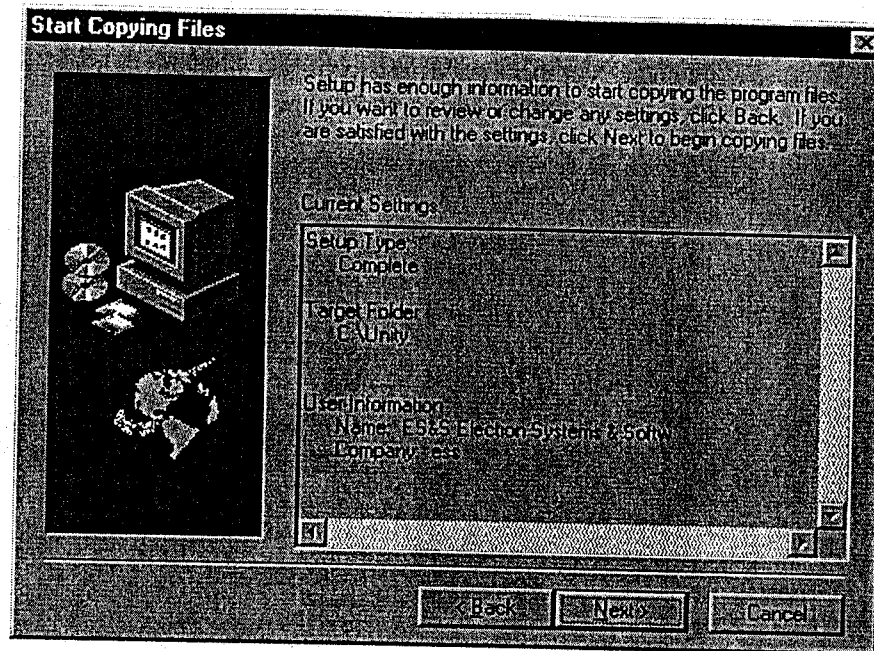 Start Copying Files
Setup has enough information to start copying the program files.
If you want to review or change any settings, click Back. If you
are satisfied with the settings, click Next to begin copying files.
Current Settings:
Setup Type:
Complete
Target Folder
C:\Unity
User Information
Name: ES&S Election Systems & Softw
Company: ess
< Back
Next >
Cancel